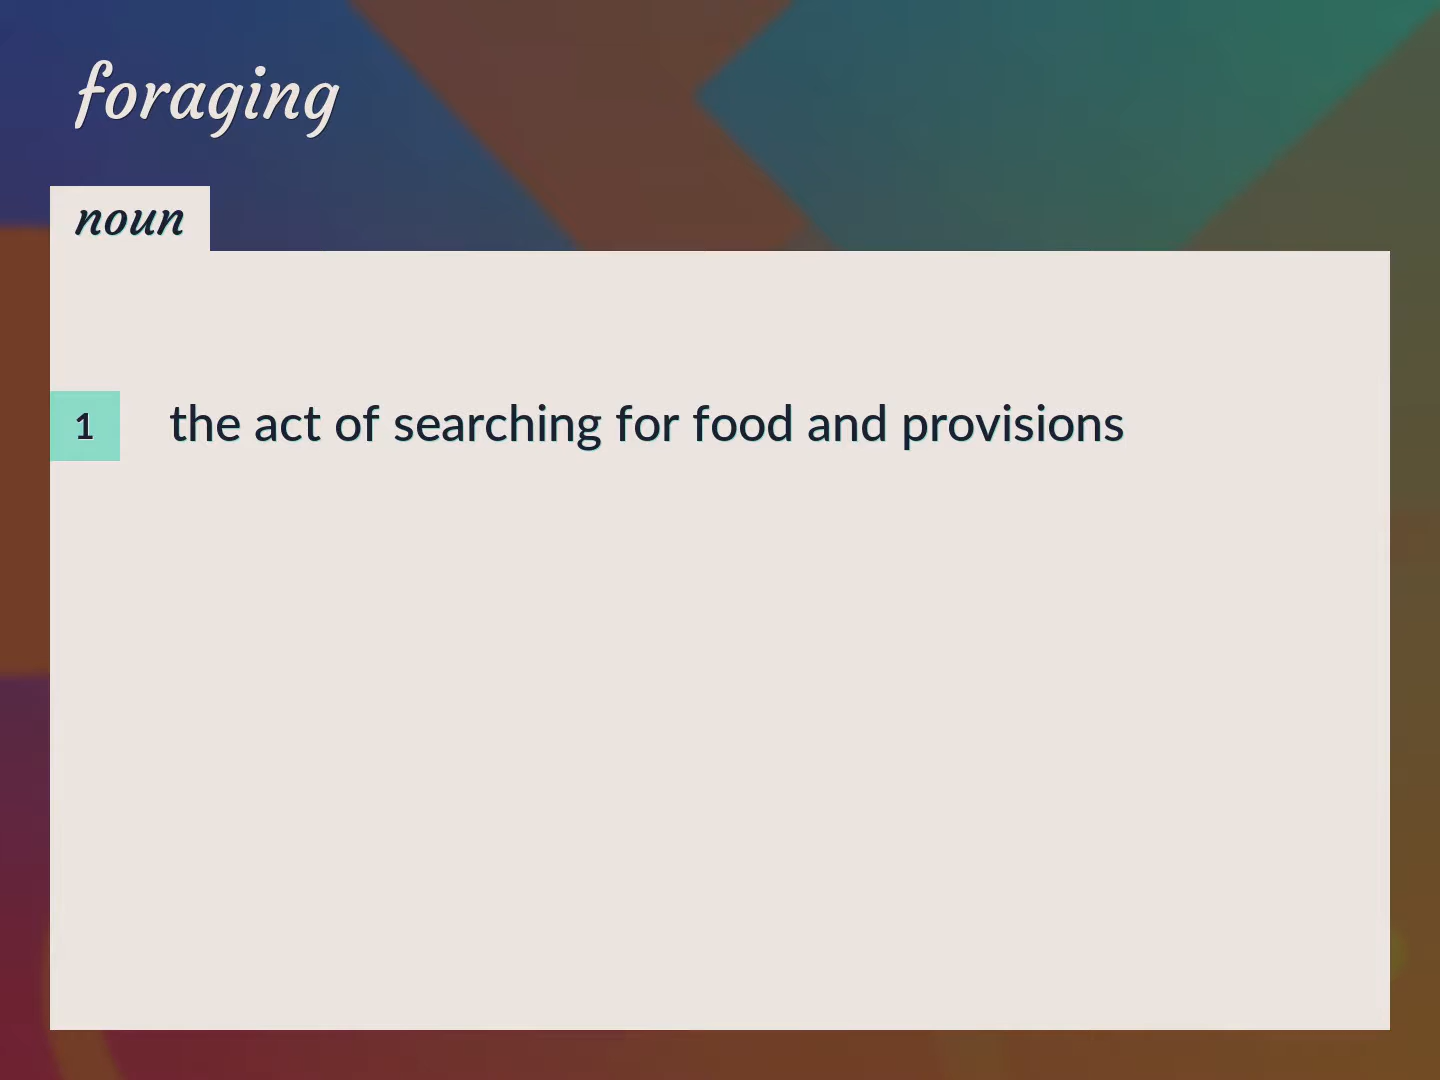 foraging
noun
1 the act of searching for food and provisions